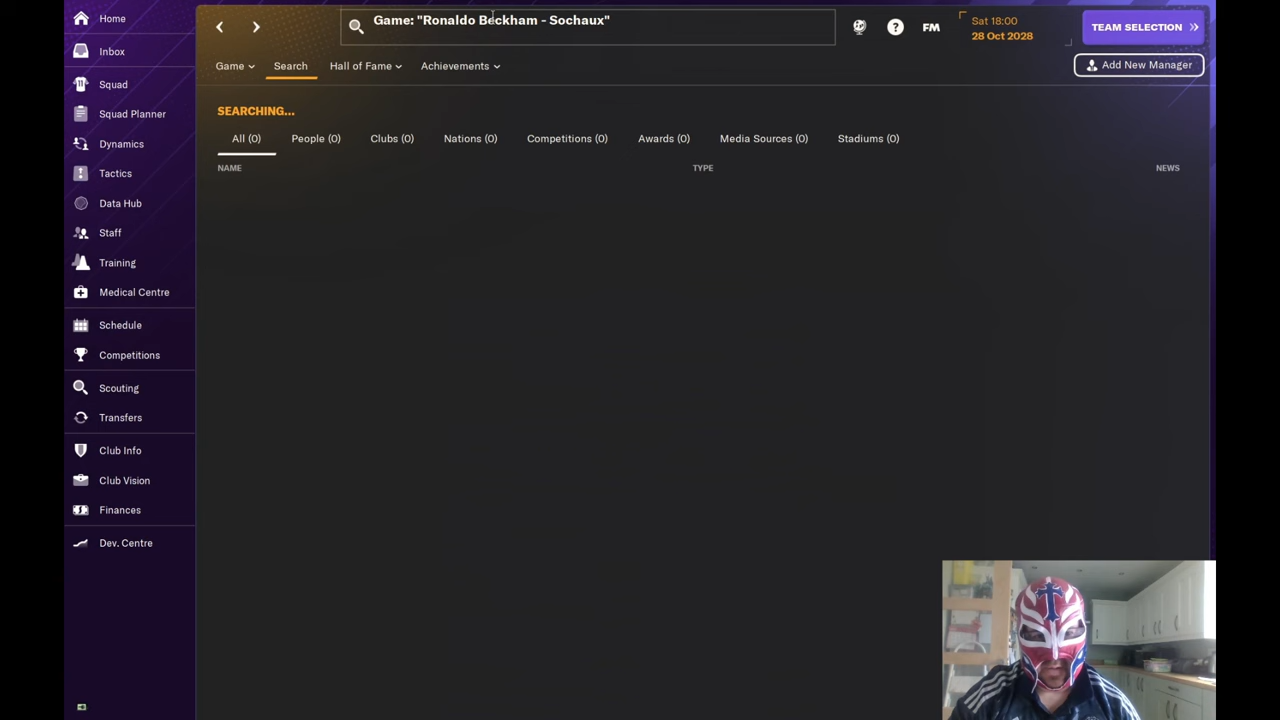 Home
Inbox
Squad
Squad Planner
Dynamics
Tactics
Data Hub
Staff
Training
Medical Centre
Schedule
Competitions
Scouting
Transfers
Club Info
Club Vision
Finances
Dev. Centre
Game: "Ronaldo Beckham - Sochaux"
?
FM
Sat 18:00
28 Oct 2028
TEAM SELECTION
Game
Search
Hall of Fame
Achievements
Add New Manager
SEARCHING...
All (0)
People (0)
Clubs (0)
Nations (0)
Competitions (0)
Awards (0)
Media Sources (0)
Stadiums (0)
NAME
TYPE
NEWS